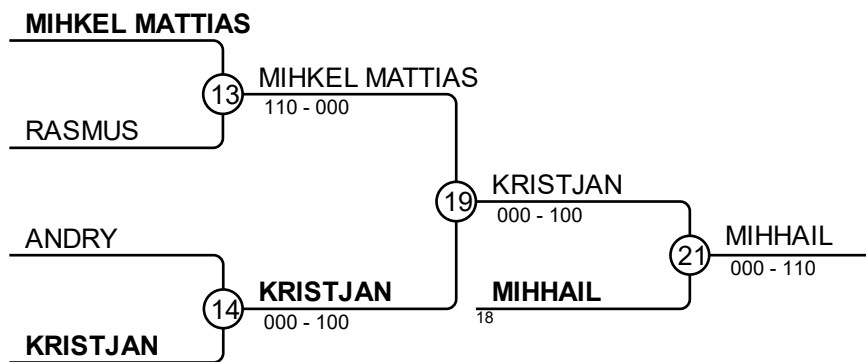 MIHKEL MATTIAS
13
MIHKEL MATTIAS
110 - 000
RASMUS
19
KRISTJAN
000 - 100
ANDRY
21
MIHHAIL
000 - 110
14
KRISTJAN
000 - 100
MIHHAIL
18
KRISTJAN